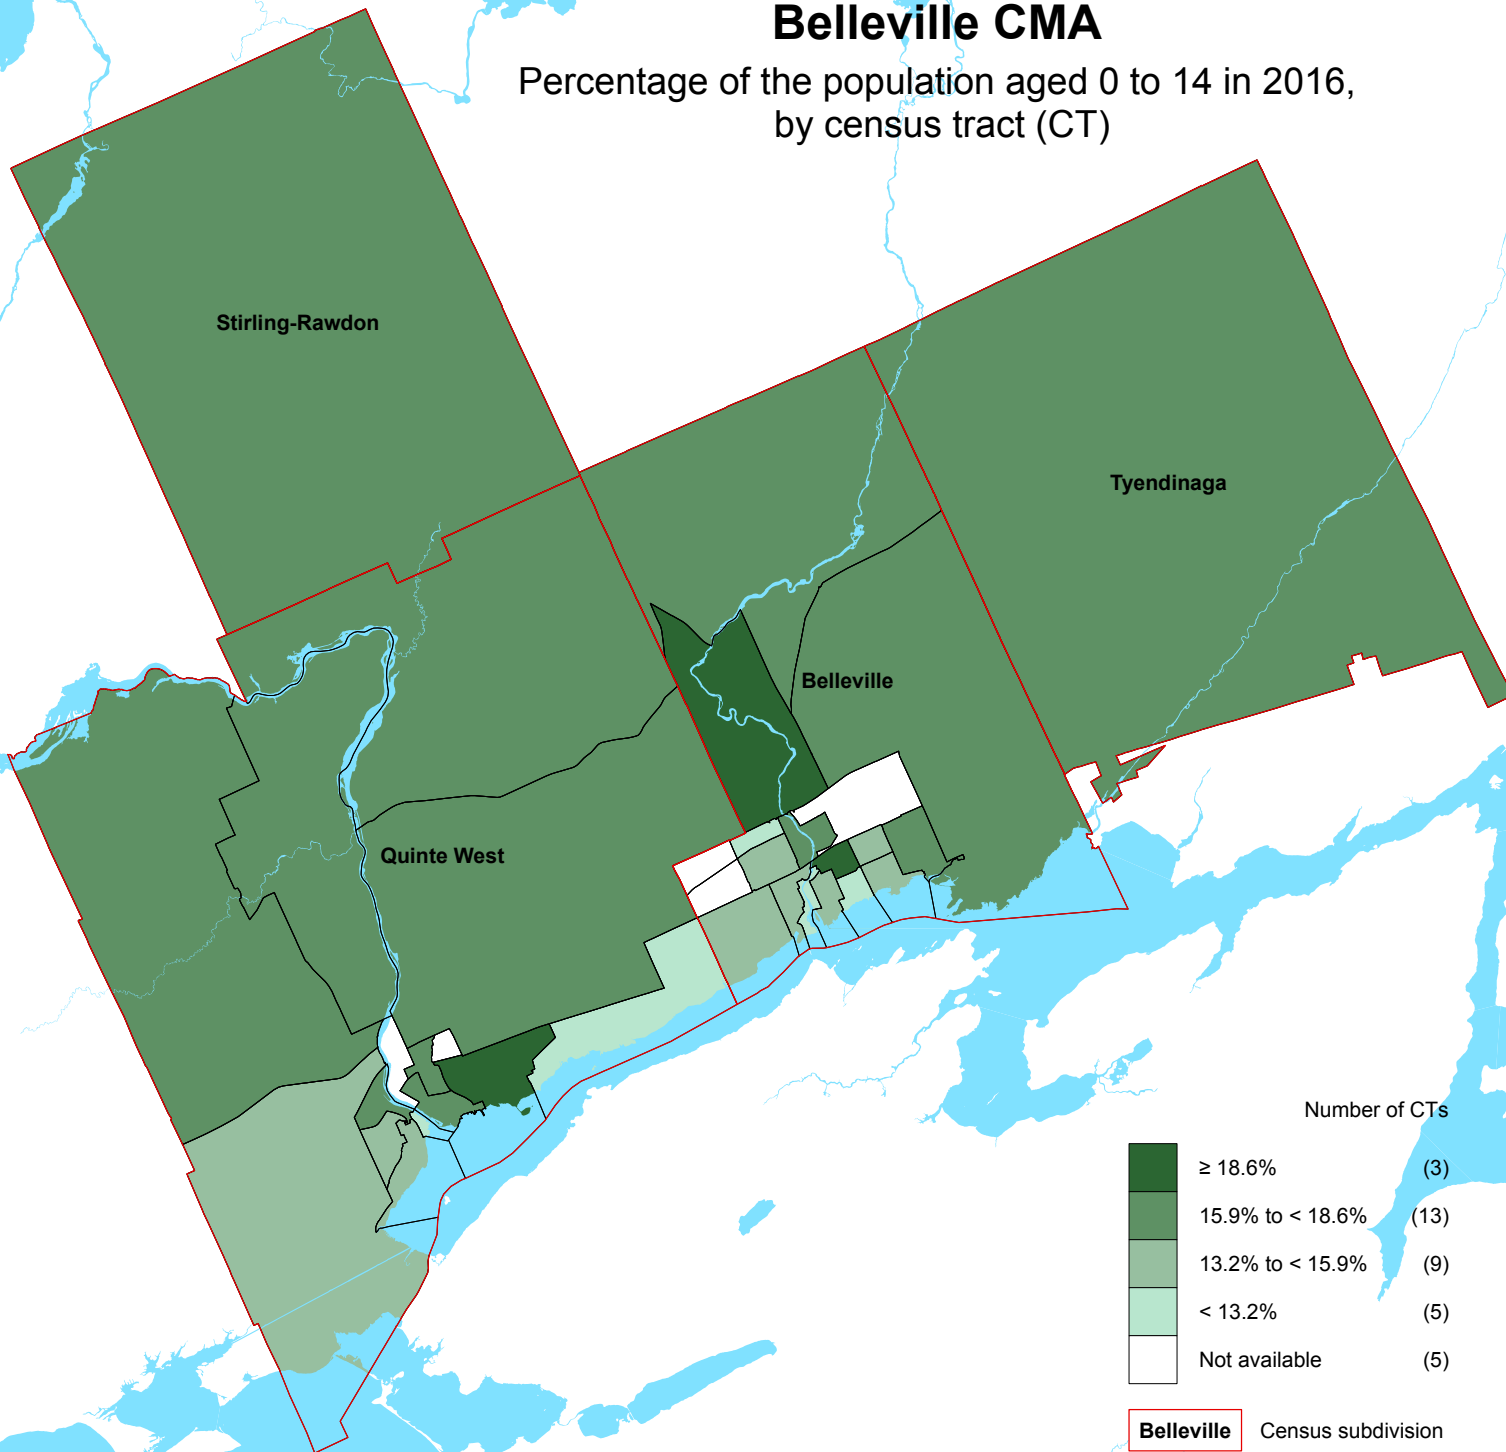 Belleville CMA
Percentage of the population aged 0 to 14 in 2016,
by census tract (CT)
Stirling-Rawdon
Tyendinaga
Belleville
Quinte West
Number of CTs
≥ 18.6% (3)
15.9% to < 18.6% (13)
13.2% to < 15.9% (9)
< 13.2% (5)
Not available (5)
Belleville Census subdivision